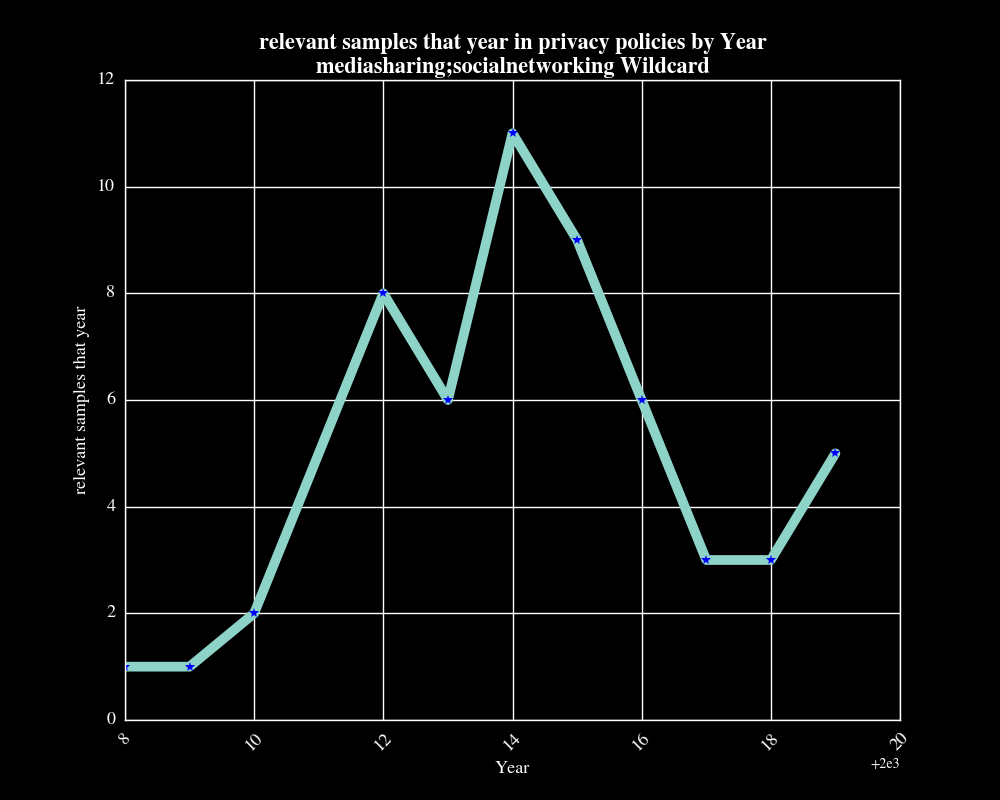 relevant samples that year in privacy policies by Year
mediasharing;socialnetworking Wildcard
12
10
8
6
4
2
0
relevant samples that year
8
10
12
14
16
18
20
Year
+2e3